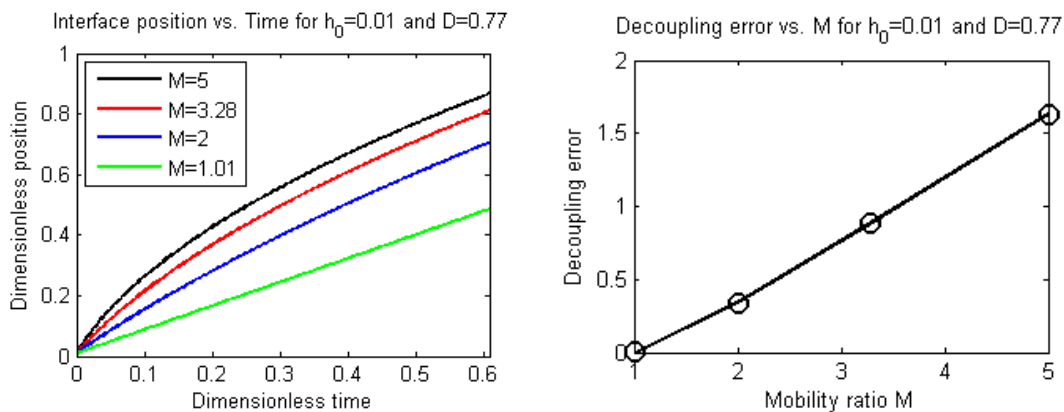 Interface position vs. Time for h₀=0.01 and D=0.77
Dimensionless position
1
0.8
0.6
0.4
0.2
0
M=5
M=3.28
M=2
M=1.01
0 0.1 0.2 0.3 0.4 0.5 0.6
Dimensionless time
Decoupling error vs. M for h₀=0.01 and D=0.77
Decoupling error
2
1.5
1
0.5
0
1 2 3 4 5
Mobility ratio M